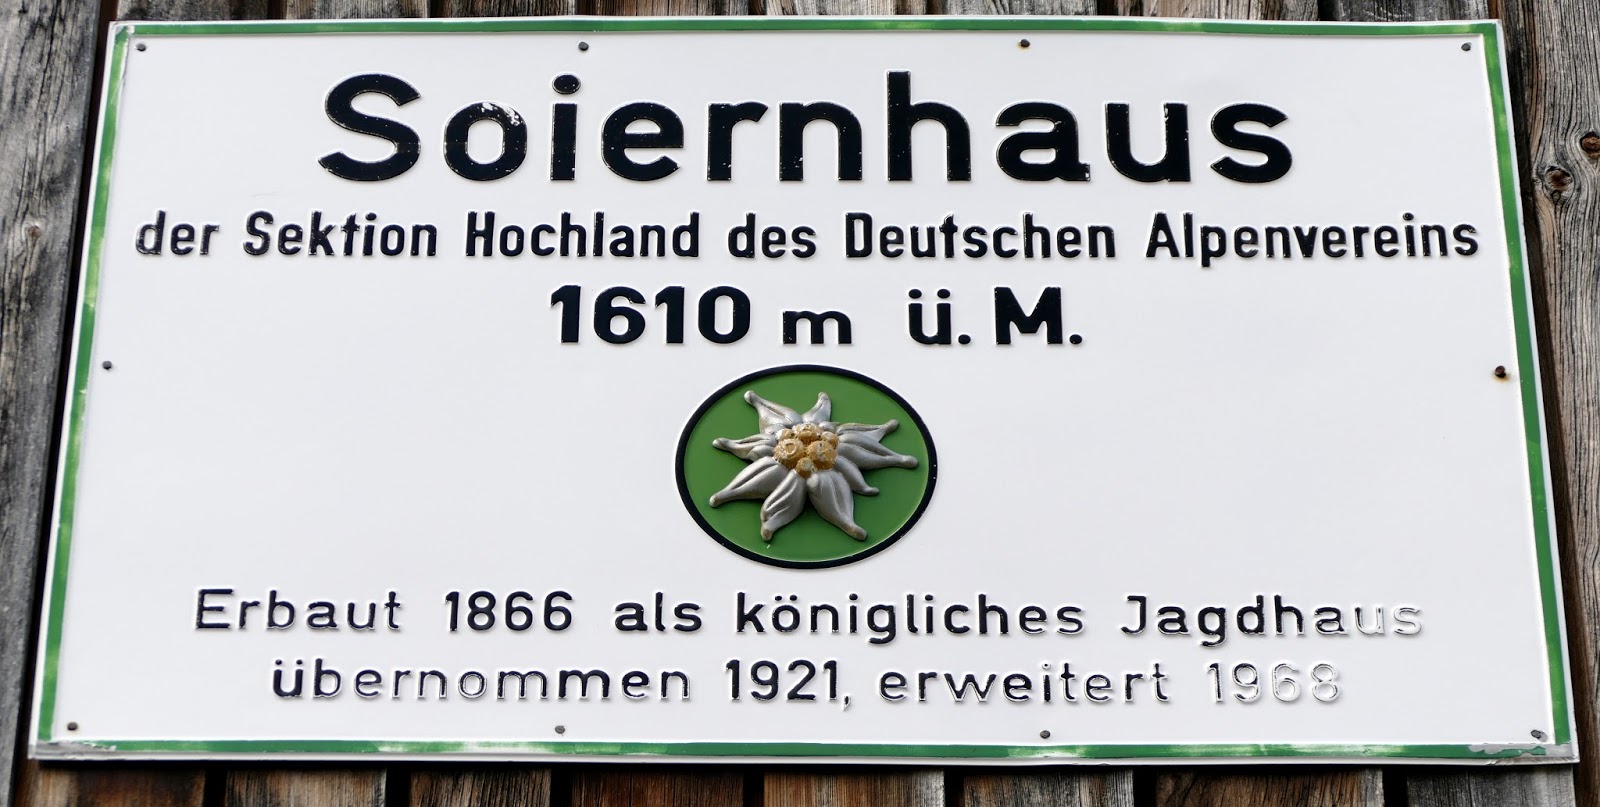 Soiernhaus
der Sektion Hochland des Deutschen Alpenvereins
1610 m ü. M.
Erbaut 1866 als königliches Jagdhaus
übernommen 1921, erweitert 1968